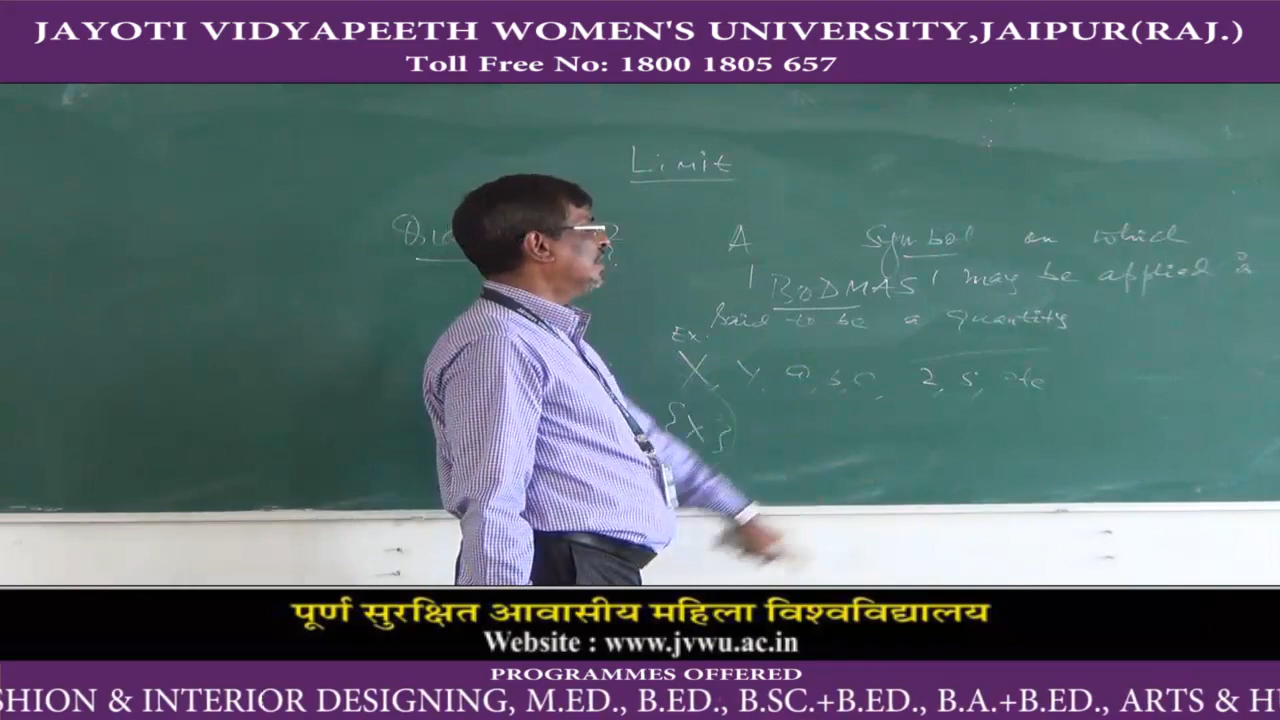 JAYOTI VIDYAPEETH WOMEN'S UNIVERSITY,JAIPUR(RAJ.)
Toll Free No: 1800 1805 657
Limit
A Symbol on which
'BODMAS' may be applied is
Said to be a quantity
Ex.
X, Y, a, b, c, 2, 5, etc
{X}
पूर्ण सुरक्षित आवासीय महिला विश्वविद्यालय
Website : www.jvwu.ac.in
PROGRAMMES OFFERED
SHION & INTERIOR DESIGNING, M.ED., B.ED., B.SC.+B.ED., B.A.+B.ED., ARTS & H